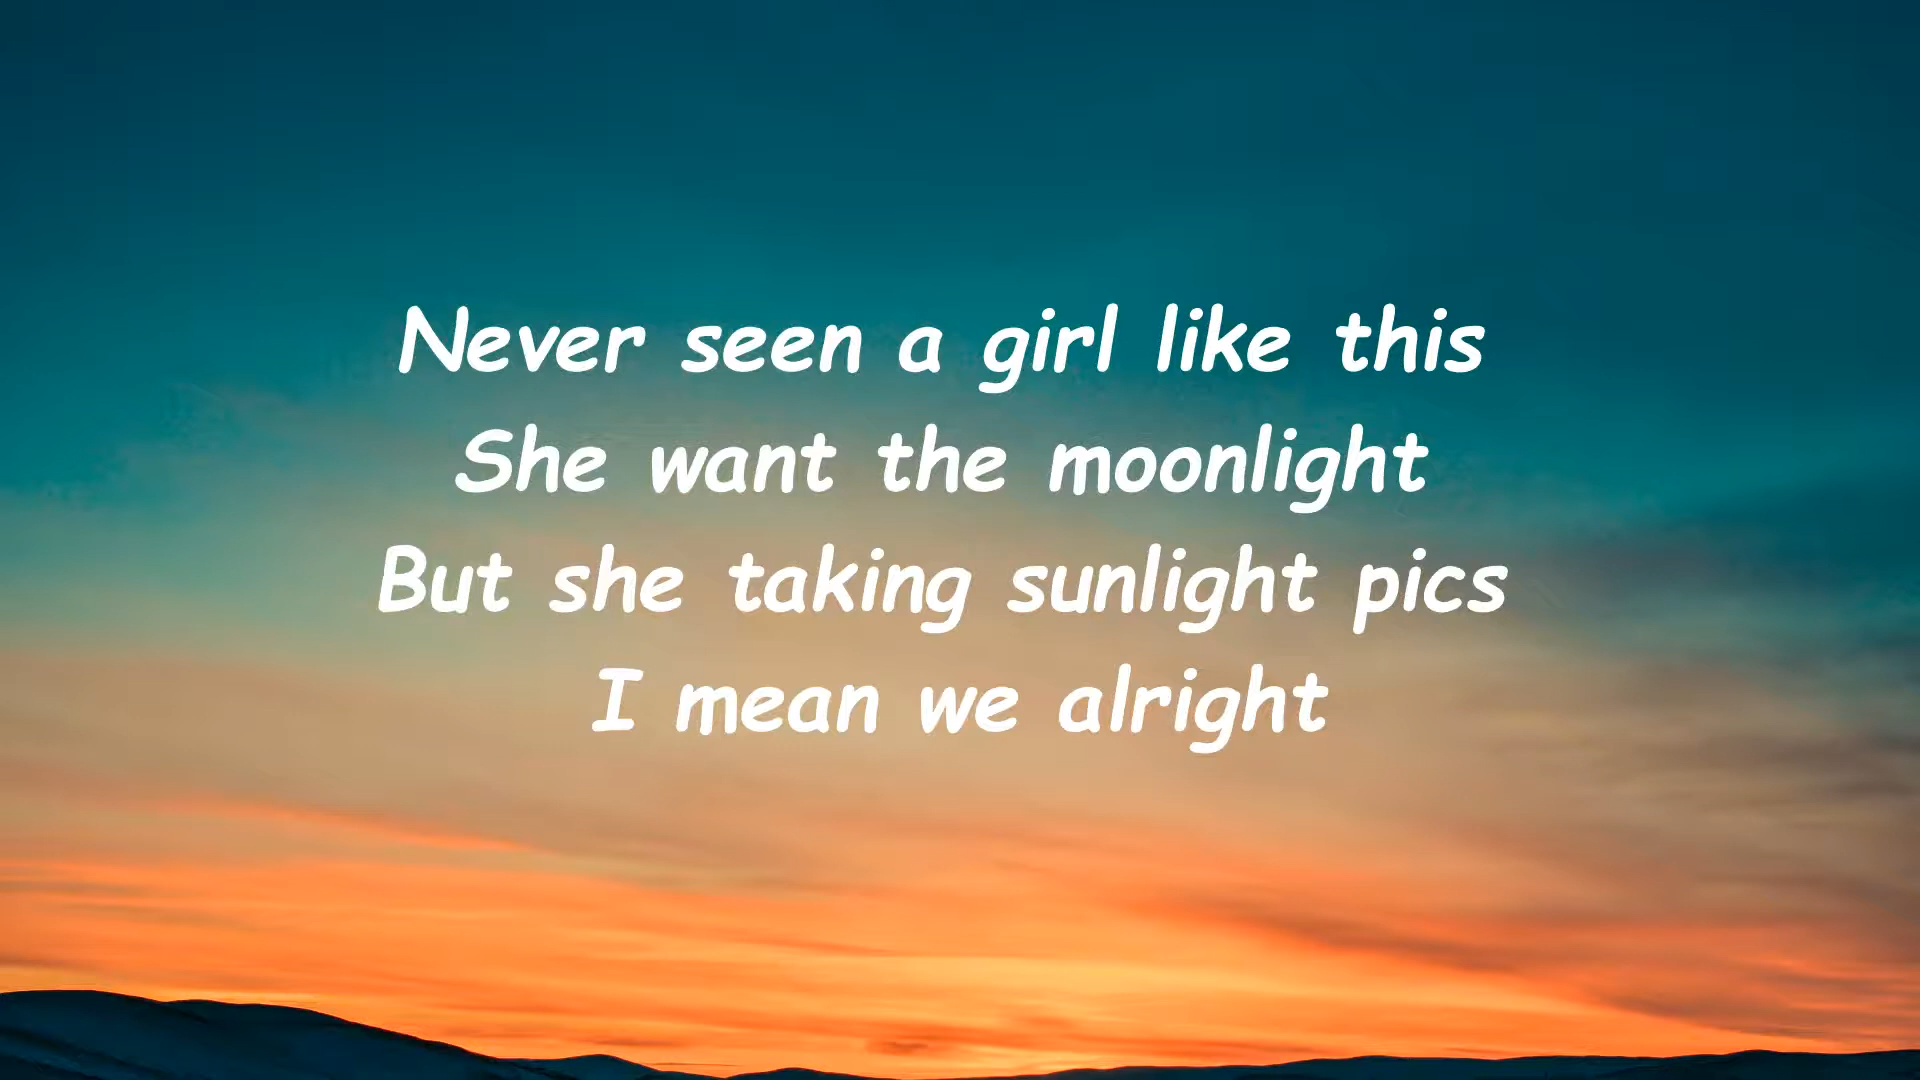 Never seen a girl like this
She want the moonlight
But she taking sunlight pics
I mean we alright